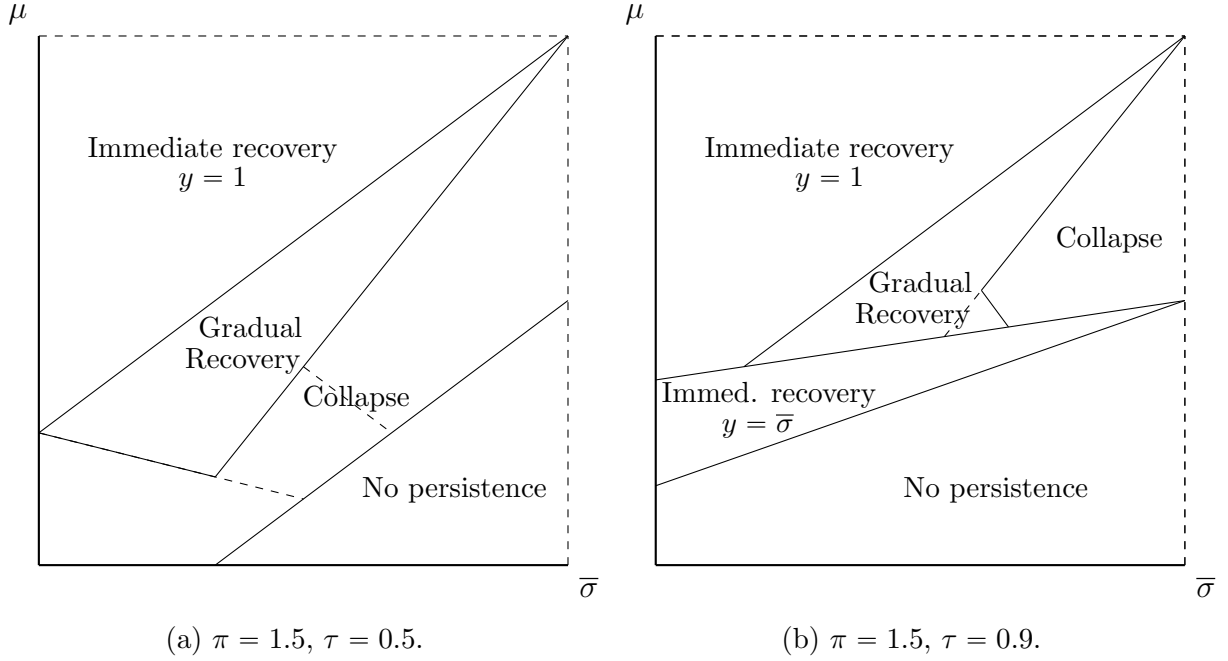 μ
Immediate recovery
y = 1
Gradual
Recovery
Collapse
No persistence
σ̅
(a) π = 1.5, τ = 0.5.
μ
Immediate recovery
y = 1
Collapse
Gradual
Recovery
Immed. recovery
y = σ̅
No persistence
σ̅
(b) π = 1.5, τ = 0.9.